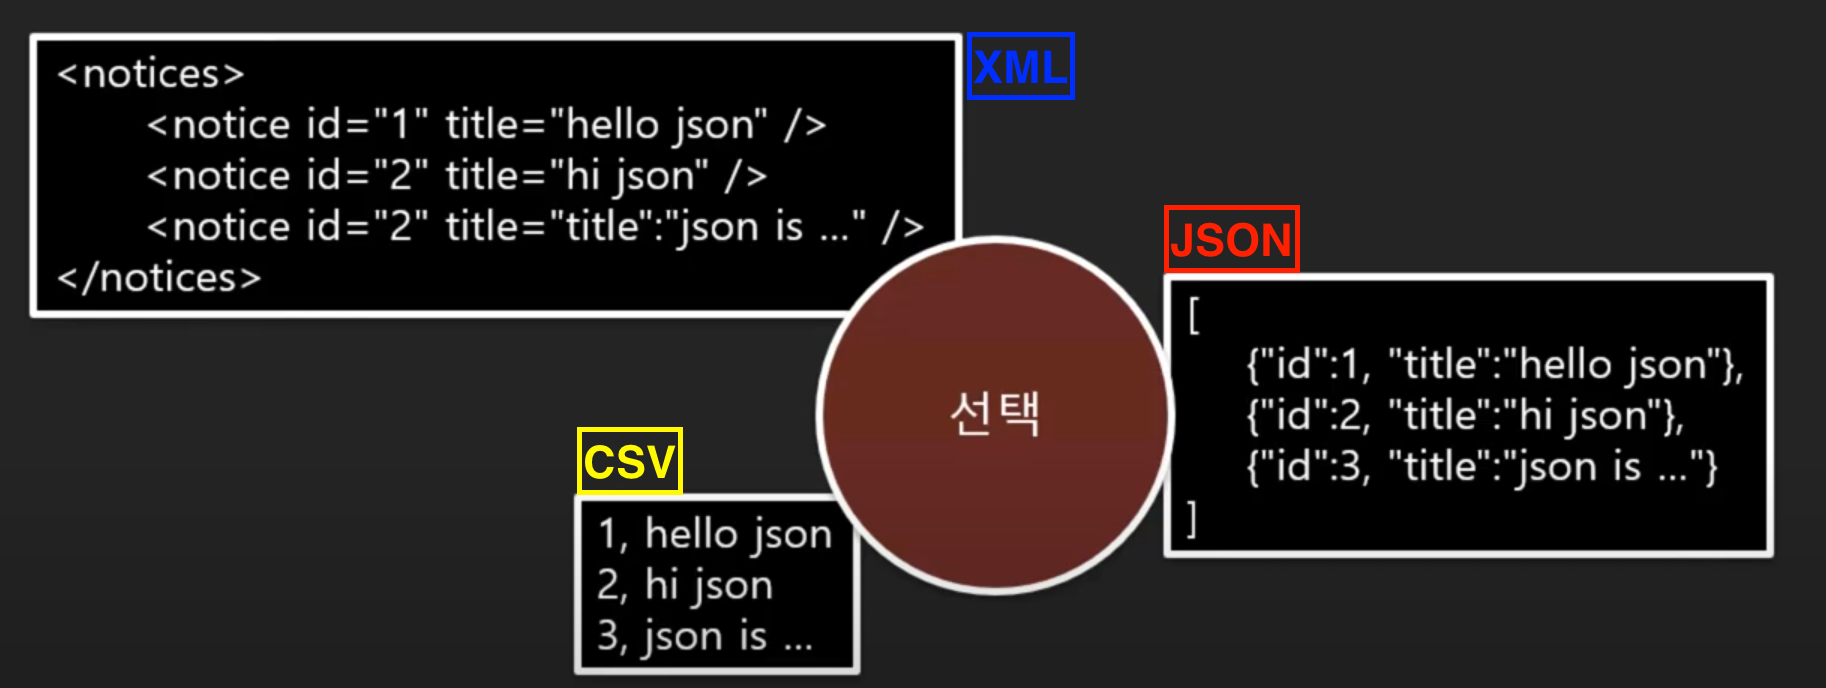 XML
<notices>
<notice id="1" title="hello json" />
<notice id="2" title="hi json" />
<notice id="2" title="title":"json is ..." />
</notices>
JSON
[
{"id":1, "title":"hello json"},
{"id":2, "title":"hi json"},
{"id":3, "title":"json is ..."}
]
선택
CSV
1, hello json
2, hi json
3, json is ...